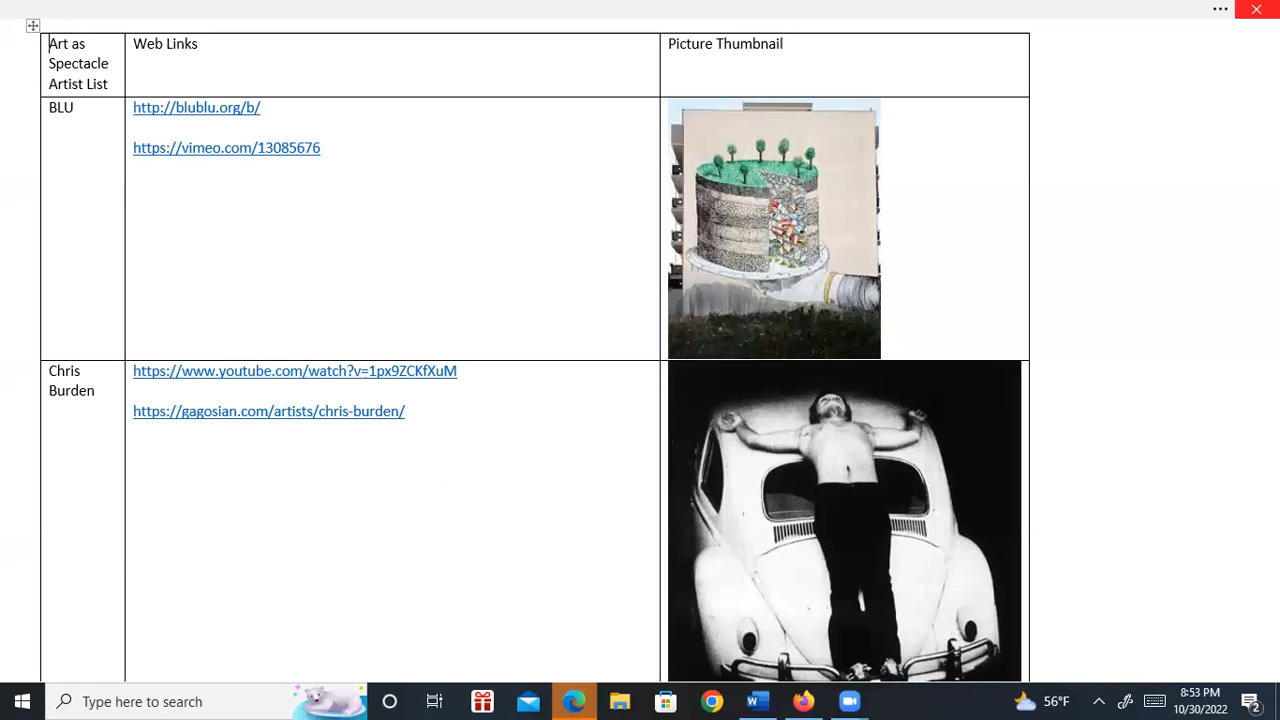 Art as
Spectacle
Artist List
Web Links
Picture Thumbnail
BLU
http://blublu.org/b/
https://vimeo.com/13085676
Chris
Burden
https://www.youtube.com/watch?v=1px9ZCKfXuM
https://gagosian.com/artists/chris-burden/
Type here to search
56°F
8:53 PM
10/30/2022
2